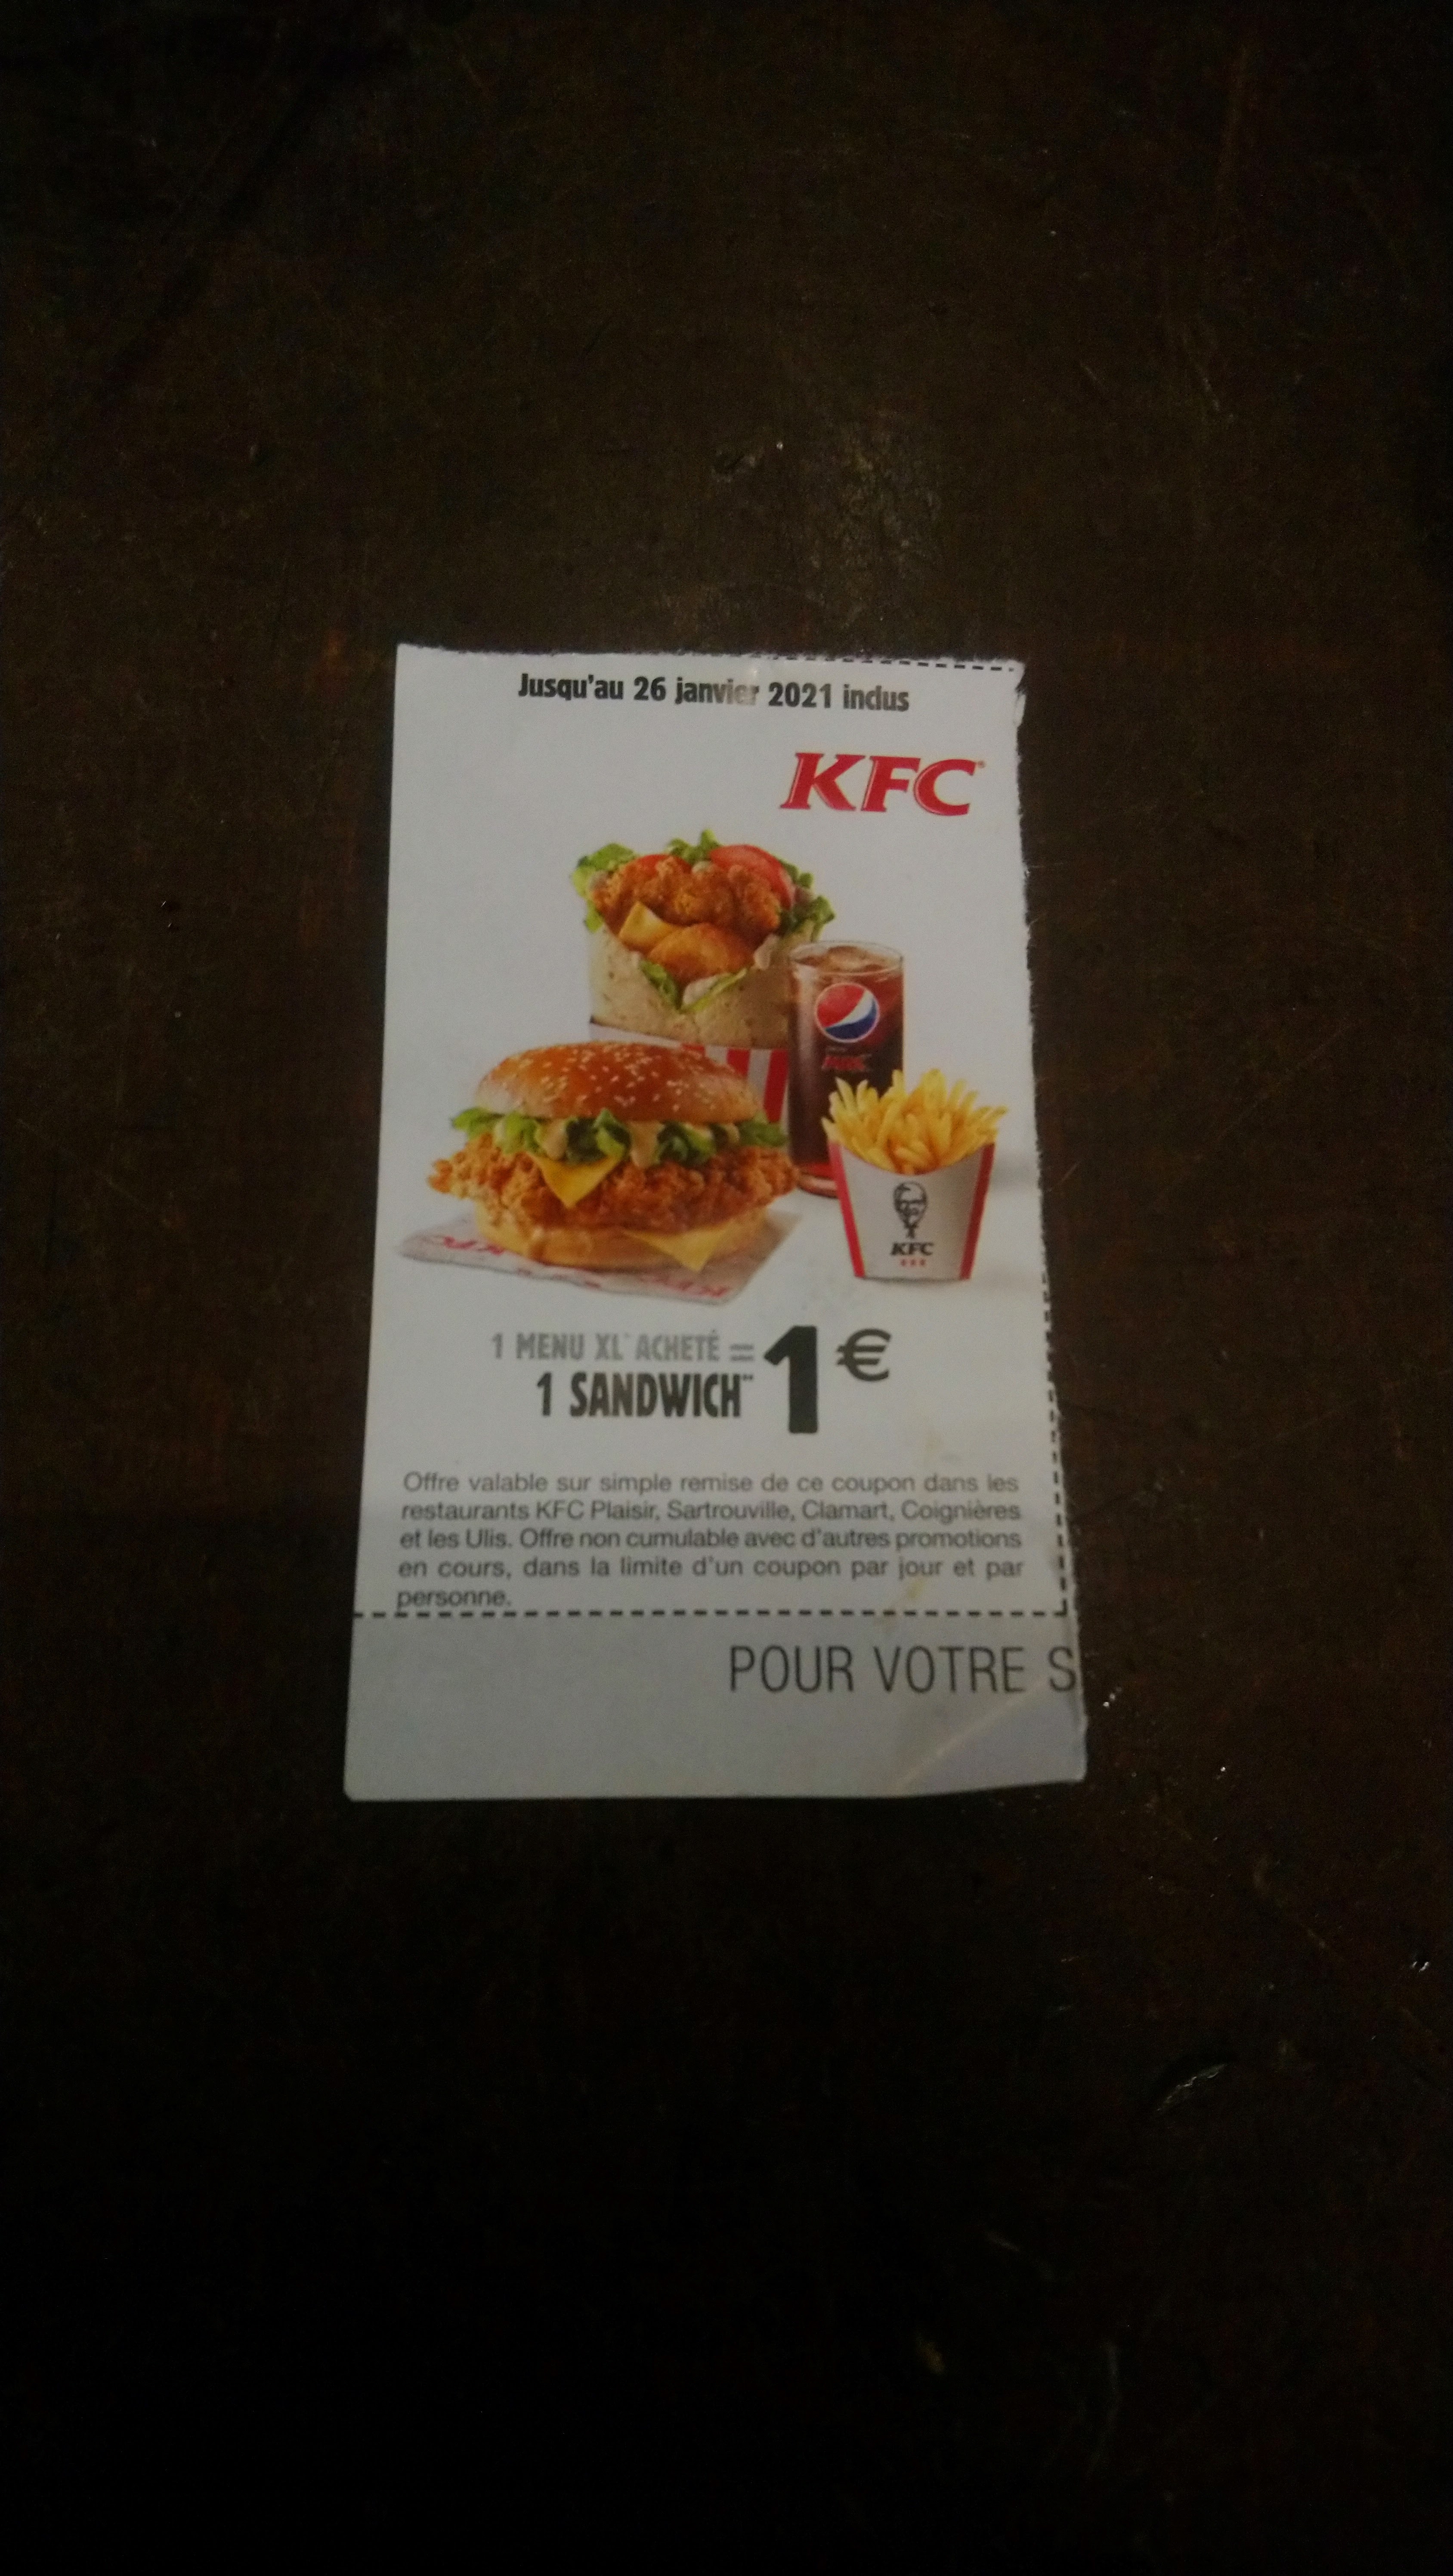 Jusqu'au 26 janvier 2021 inclus
KFC
KFC
1 MENU XL* ACHETÉ =
1 SANDWICH** 1€
Offre valable sur simple remise de ce coupon dans les
restaurants KFC Plaisir, Sartrouville, Clamart, Coignières
et les Ulis. Offre non cumulable avec d'autres promotions
en cours, dans la limite d'un coupon par jour et par
personne.
POUR VOTRE S